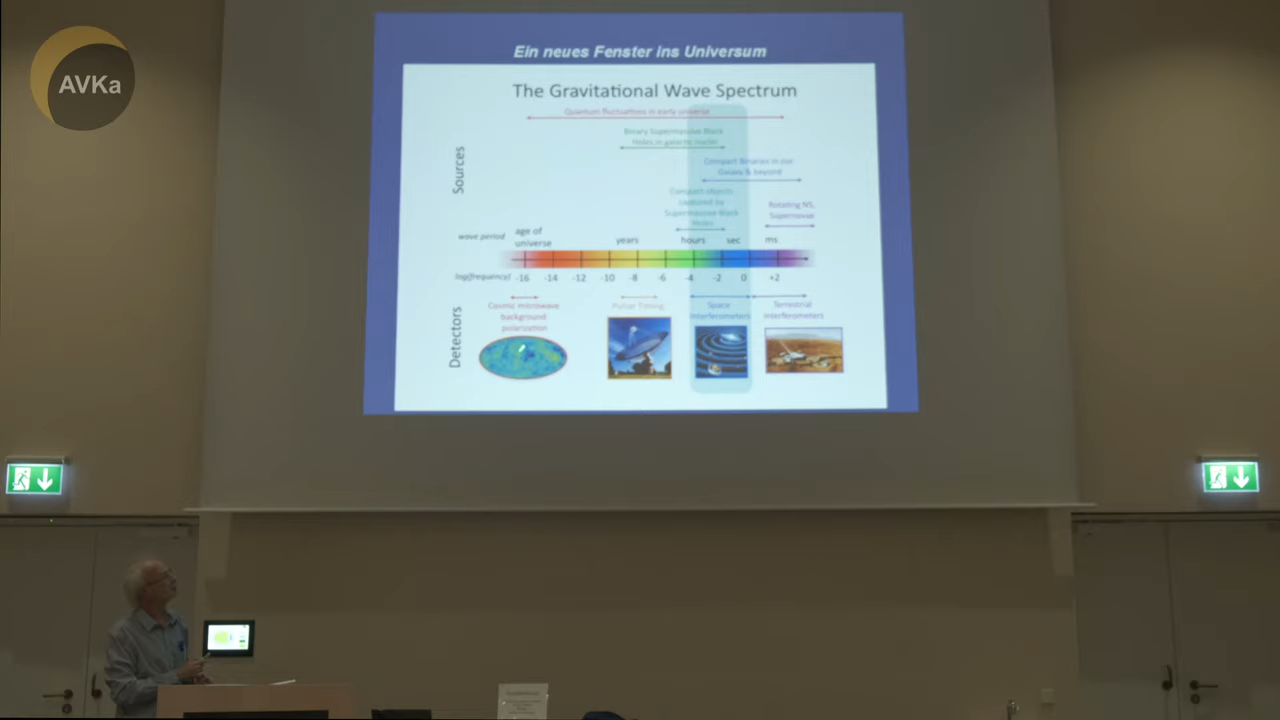 AVKa
Ein neues Fenster ins Universum
The Gravitational Wave Spectrum
Quantum fluctuations in early universe
Binary Supermassive Black
Holes in galactic nuclei
Compact Binaries in our
Galaxy & beyond
Compact objects
captured by
Supermassive Black
Holes
Rotating NS,
Supernovae
Sources
wave period
age of
universe
years
hours
sec
ms
log(frequency)
-16 -14 -12 -10 -8 -6 -4 -2 0 +2
Detectors
Cosmic microwave
background
polarization
Pulsar Timing
Space
Interferometers
Terrestrial
interferometers